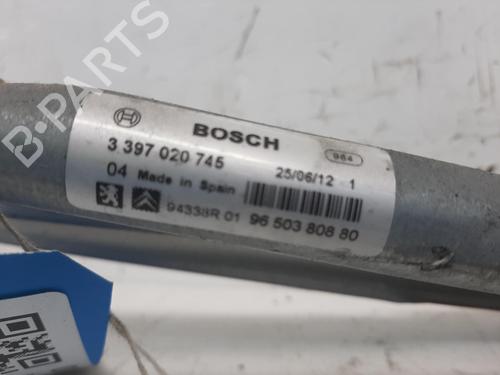 B-PARTS
BOSCH
984
3 397 020 745
04 Made in Spain
25/06/12 1
94338R 01 96 503 808 80